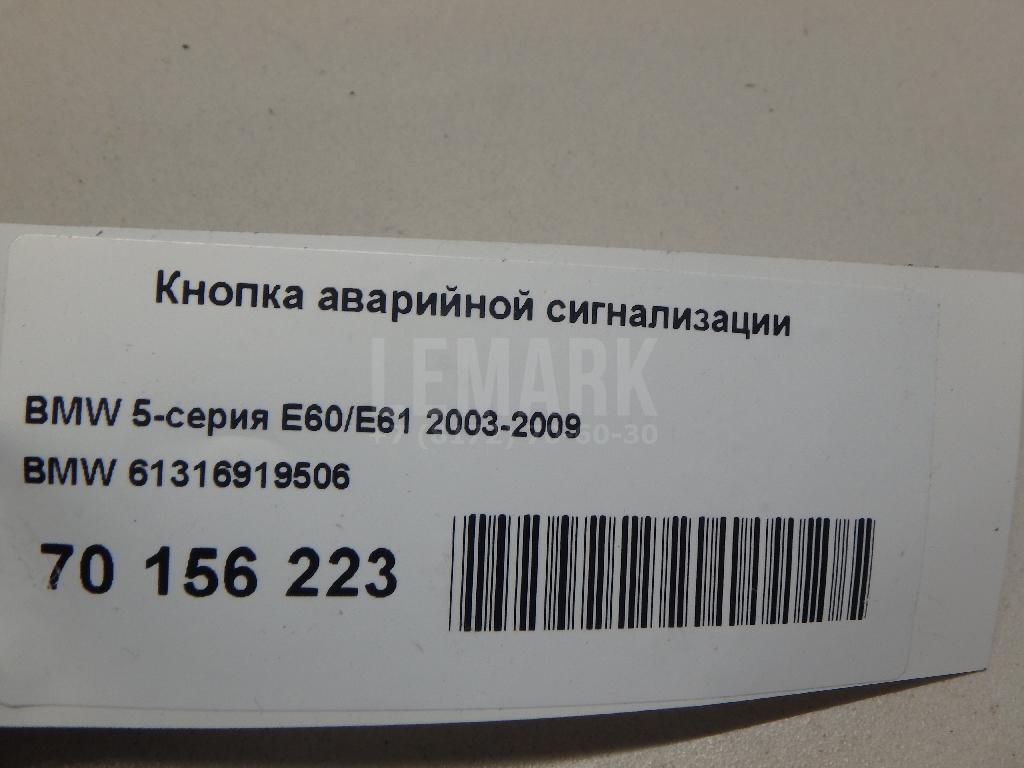 Кнопка аварийной сигнализации
LEMARK
BMW 5-серия E60/E61 2003-2009
BMW 61316919506
70 156 223